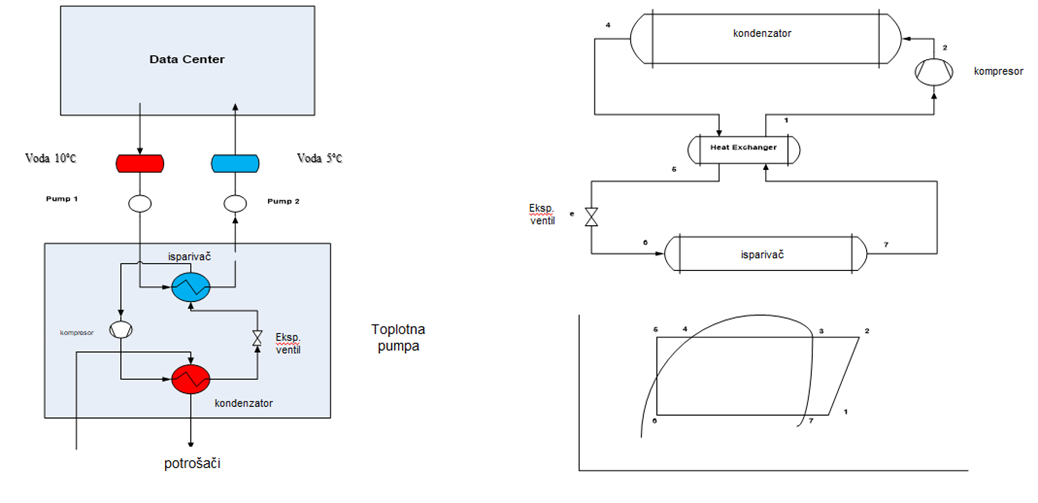 Data Center
Voda 10°C
Voda 5°C
Pump 1
Pump 2
isparivač
kompresor
Eksp.
ventil
kondenzator
Toplotna
pumpa
potrošači
4
kondenzator
2
kompresor
1
Heat Exchanger
5
Eksp.
ventil
e
6
isparivač
7
5 4 3 2
6 7 1